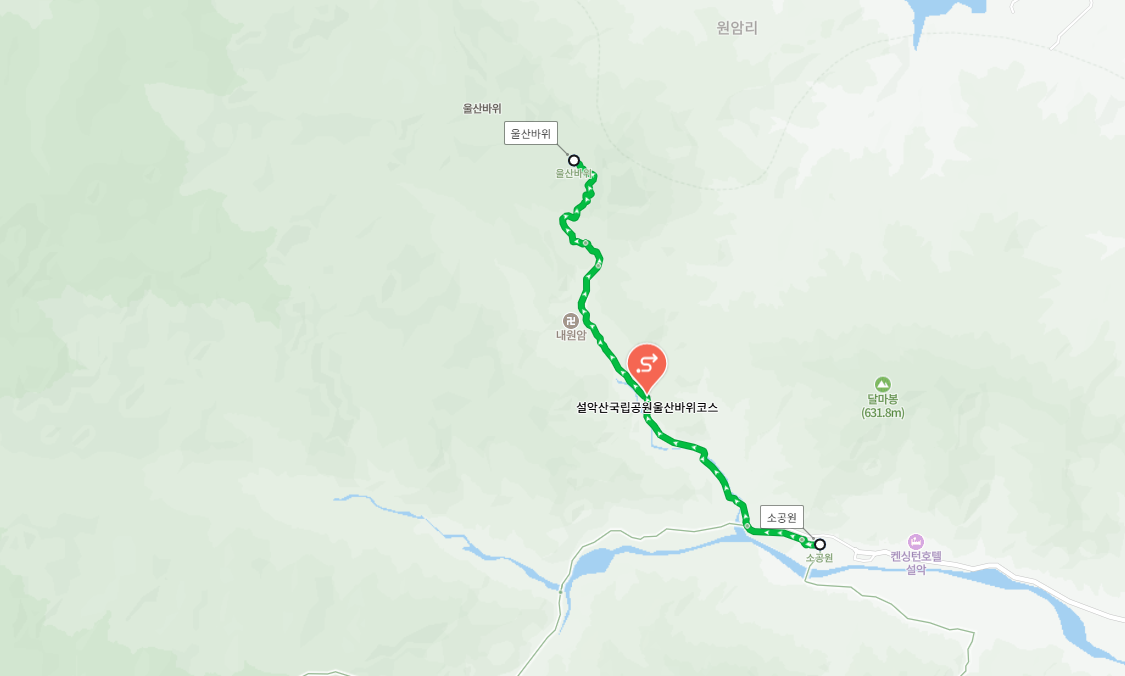 원암리
울산바위
울산바위
울산바위
내원암
설악산국립공원울산바위코스
달마봉
(631.8m)
소공원
켄싱턴호텔
설악
소공원